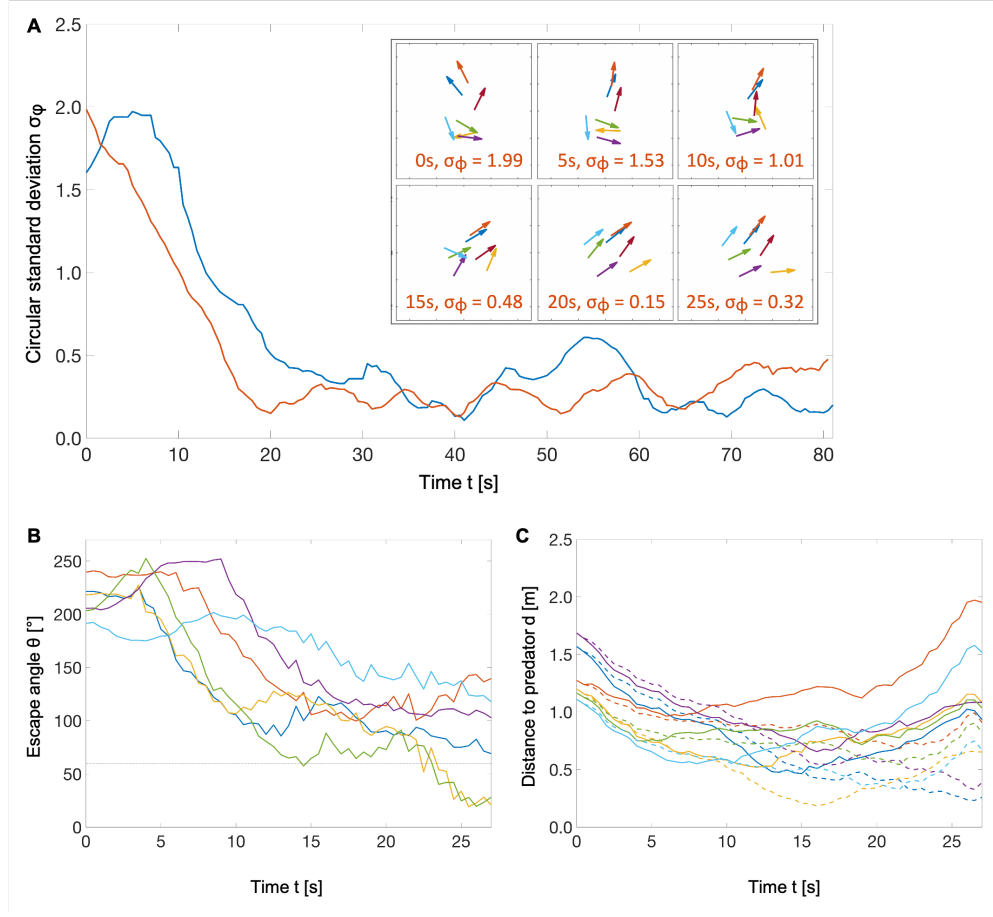 A
Circular standard deviation σφ
2.5
2.0
1.5
1.0
0.5
0.0
0s, σϕ = 1.99
5s, σϕ = 1.53
10s, σϕ = 1.01
15s, σϕ = 0.48
20s, σϕ = 0.15
25s, σϕ = 0.32
0 10 20 30 40 50 60 70 80
Time t [s]
B
Escape angle θ [°]
250
200
150
100
50
0
0 5 10 15 20 25
Time t [s]
C
Distance to predator d [m]
2.5
2.0
1.5
1.0
0.5
0.0
0 5 10 15 20 25
Time t [s]